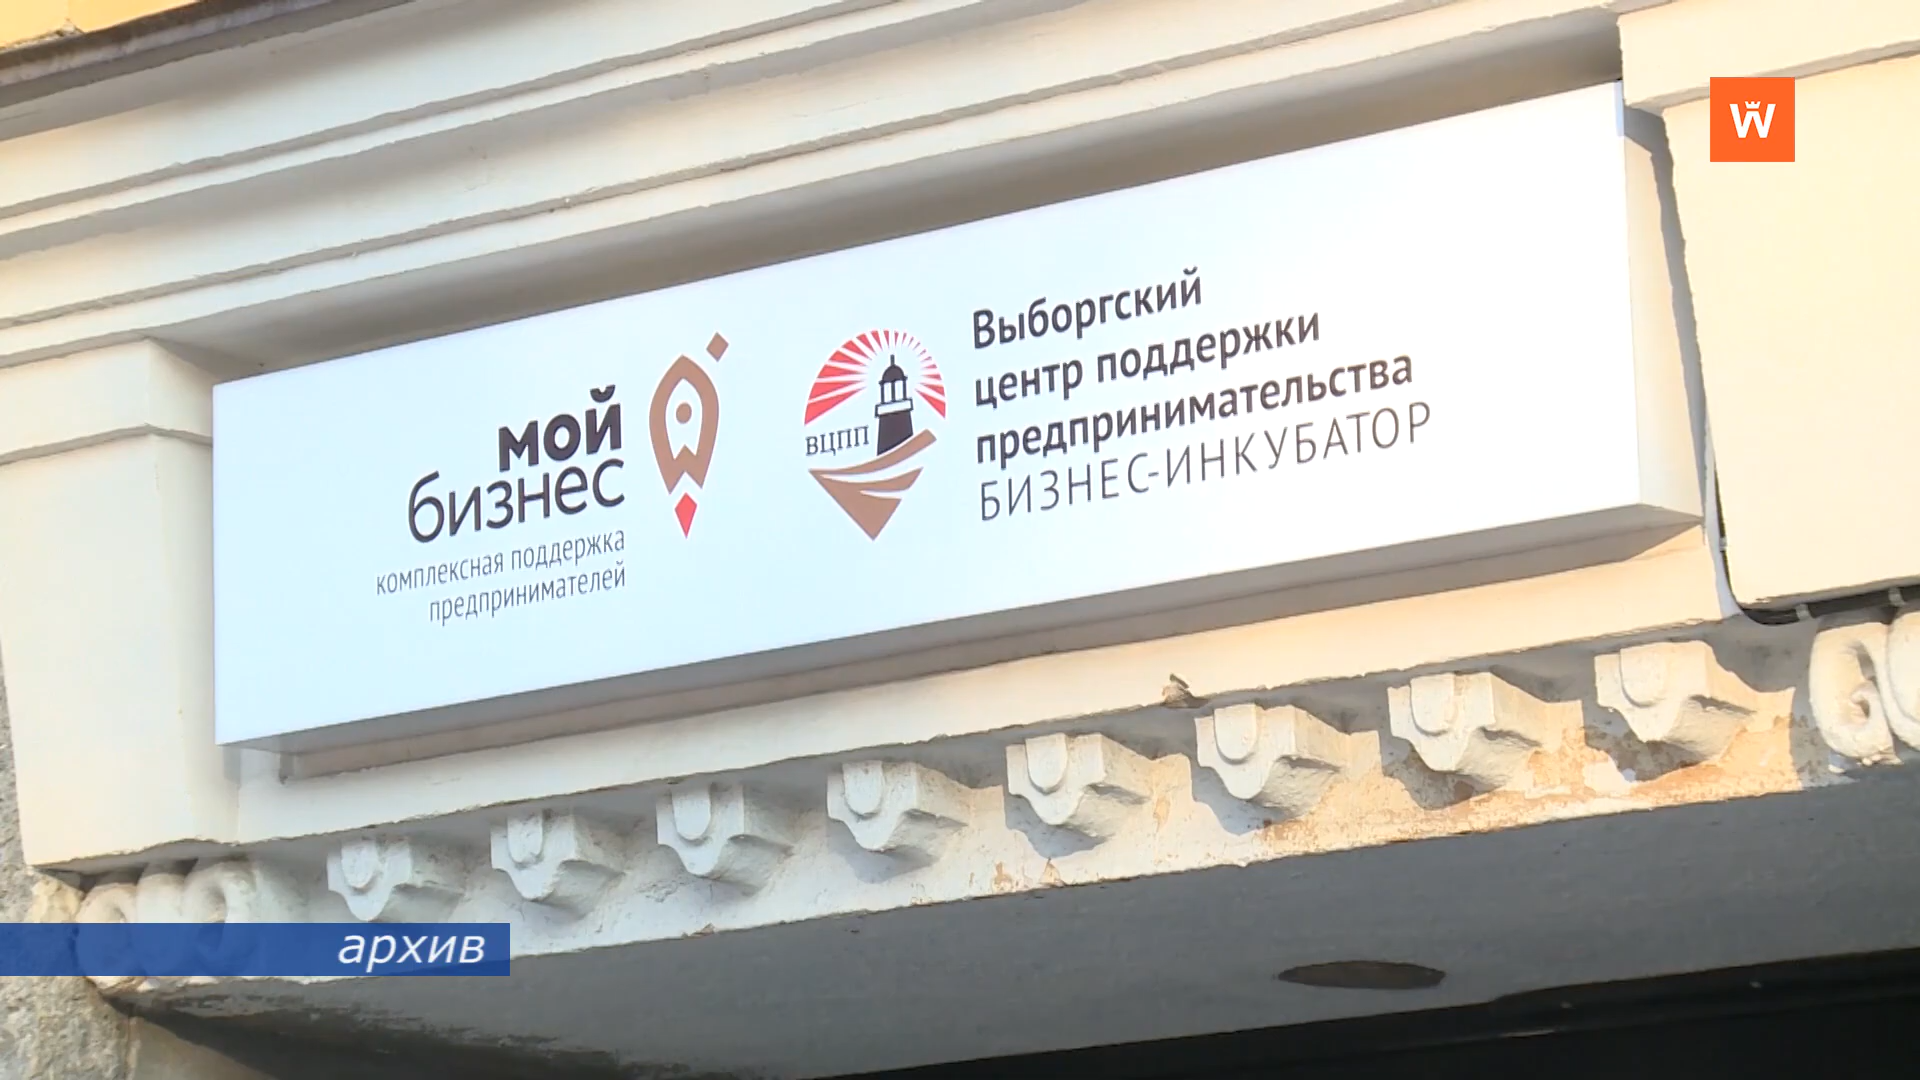 мой
бизнес
комплексная поддержка
предпринимателей
ВЦПП
Выборгский
центр поддержки
предпринимательства
БИЗНЕС-ИНКУБАТОР
W
архив